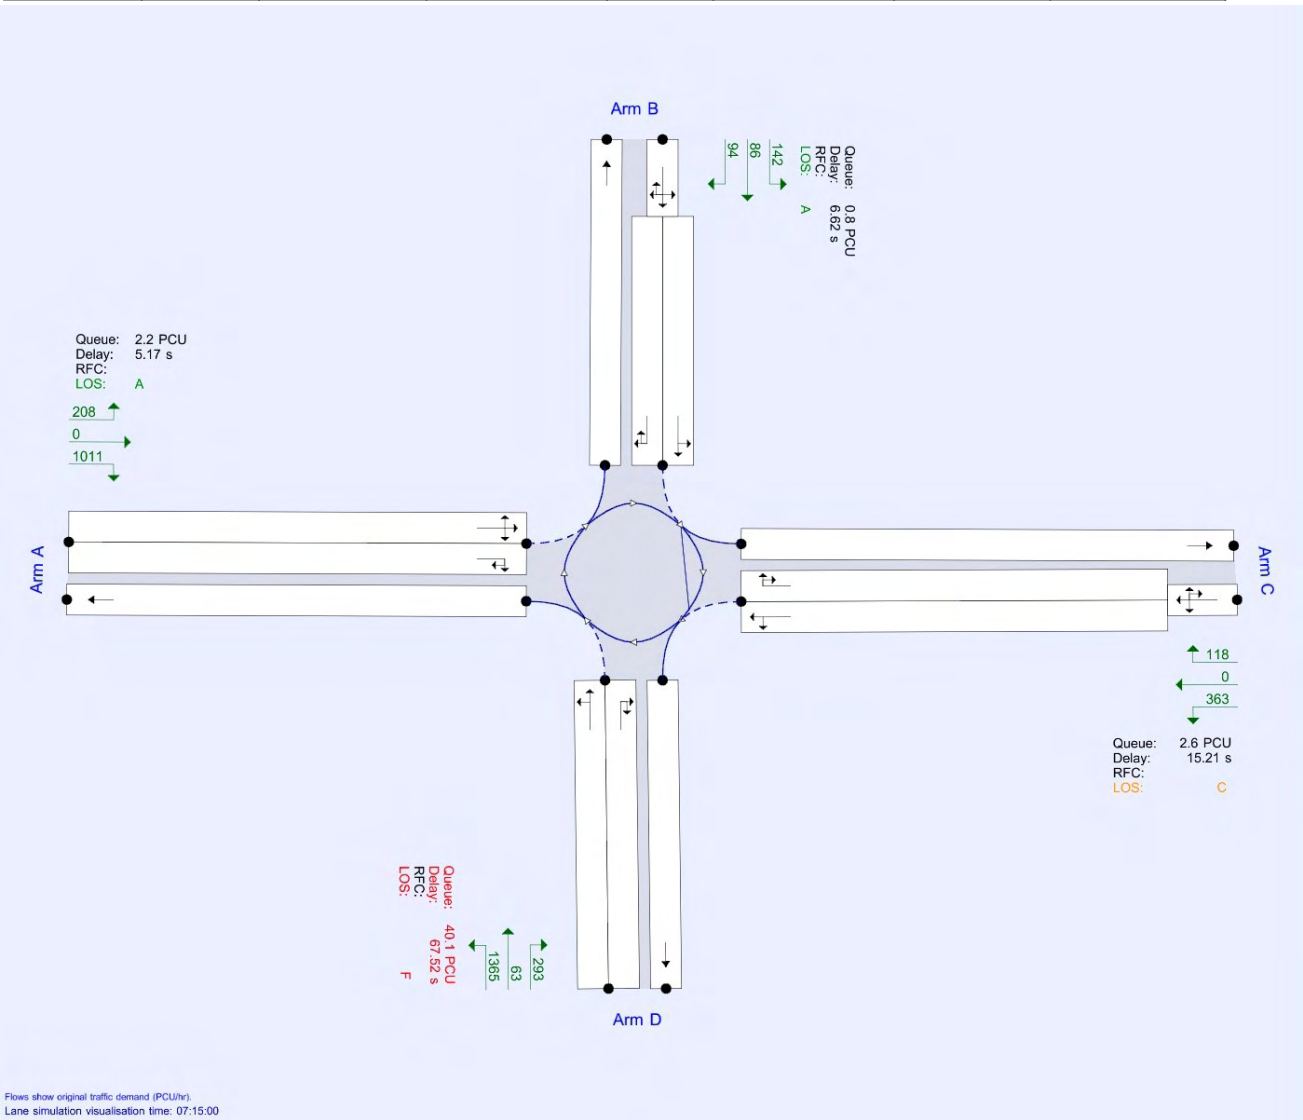 Arm B
94
86
142
Queue: 0.8 PCU
Delay: 6.62 s
RFC:
LOS: A
Queue: 2.2 PCU
Delay: 5.17 s
RFC:
LOS: A
208
0
1011
Arm A
Arm C
118
0
363
Queue: 2.6 PCU
Delay: 15.21 s
RFC:
LOS: C
Queue: 40.1 PCU
Delay: 67.52 s
RFC:
LOS: F
1365
63
293
Arm D
Flows show original traffic demand (PCU/hr).
Lane simulation visualisation time: 07:15:00